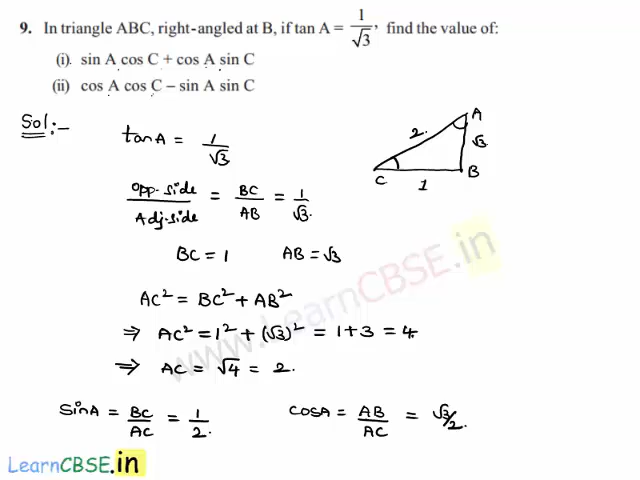 9. In triangle ABC, right-angled at B, if tan A = 1/√3, find the value of:
(i). sin A cos C + cos A sin C
(ii) cos A cos C – sin A sin C
Sol:-
tanA = 1/√3
A
2.
√3
C
1
B
opp.side/Adj.side = BC/AB = 1/√3.
BC = 1 AB = √3
AC² = BC² + AB²
⇒ AC² = 1² + (√3)² = 1 + 3 = 4
⇒ AC = √4 = 2.
SinA = BC/AC = 1/2. COSA = AB/AC = √3/2.
www.LearnCBSE.in
LearnCBSE.in